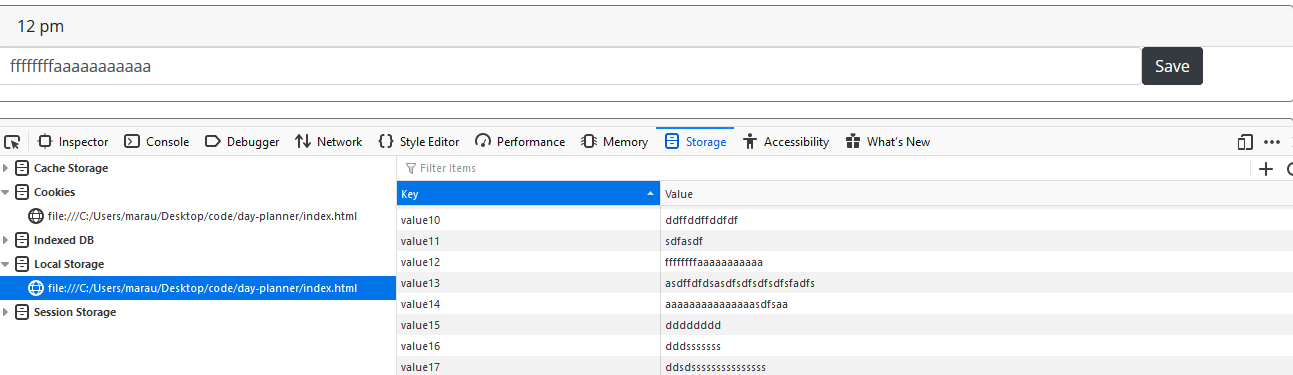 12 pm
ffffffffaaaaaaaaaaa Save
Inspector Console Debugger Network Style Editor Performance Memory Storage Accessibility What's New
Cache Storage Filter Items
Cookies Key Value
file:///C:/Users/marau/Desktop/code/day-planner/index.html value10 ddffddffddfdf
Indexed DB value11 sdfasdf
Local Storage value12 ffffffffaaaaaaaaaaa
file:///C:/Users/marau/Desktop/code/day-planner/index.html value13 asdffdfdsasdfsdfsdfsdfsfadfs
Session Storage value14 aaaaaaaaaaaaaaasdfsaa
value15 dddddddd
value16 dddsssssss
value17 ddsdsssssssssssssss